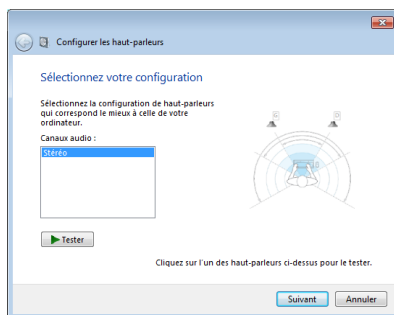 Configurer les haut-parleurs
Sélectionnez votre configuration
Sélectionnez la configuration de haut-parleurs
qui correspond le mieux à celle de votre
ordinateur.
Canaux audio :
Stéréo
G D
Tester
Cliquez sur l'un des haut-parleurs ci-dessus pour le tester.
Suivant Annuler